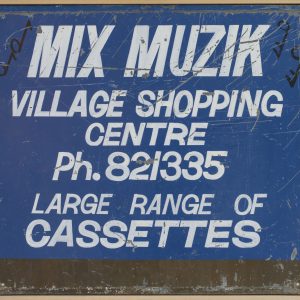 MIX MUZIK
VILLAGE SHOPPING
CENTRE
Ph. 821335
LARGE RANGE OF
CASSETTES